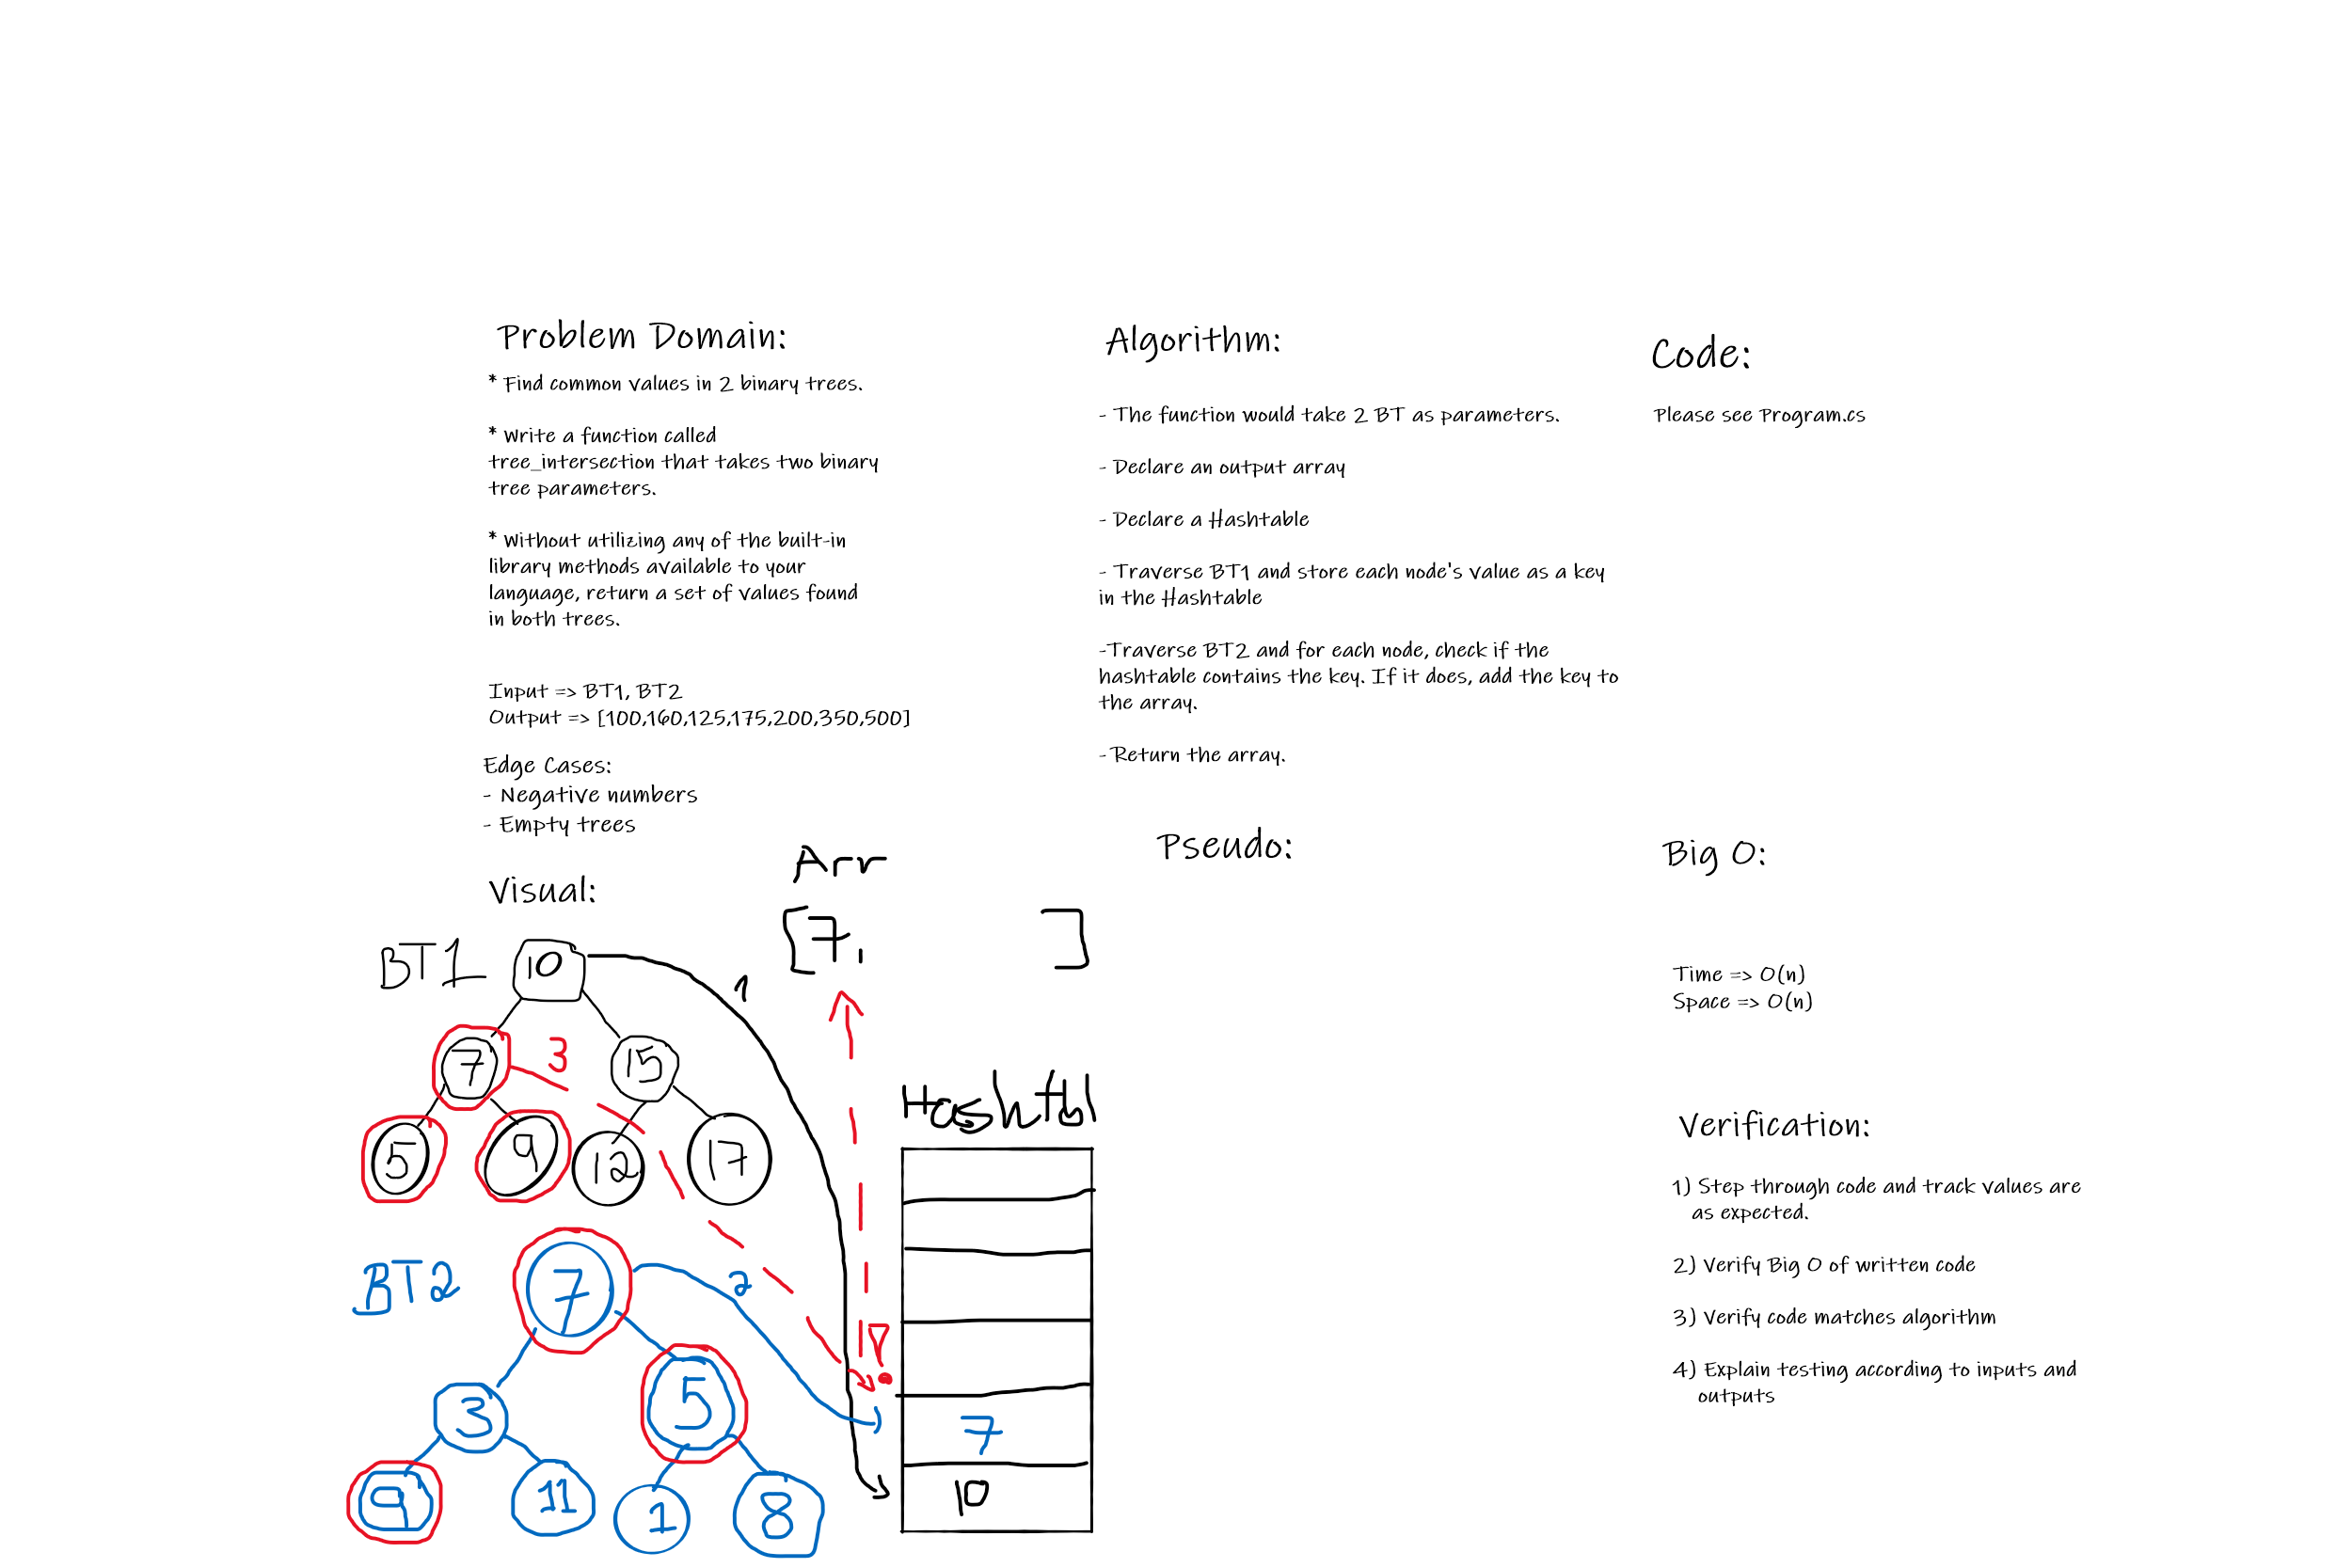 Problem Domain:
* Find common values in 2 binary trees.
* Write a function called
tree_intersection that takes two binary
tree parameters.
* Without utilizing any of the built-in
library methods available to your
language, return a set of values found
in both trees.
Input => BT1, BT2
Output => [100,160,125,175,200,350,500]
Edge Cases:
- Negative numbers
- Empty trees
Algorithm:
- The function would take 2 BT as parameters.
- Declare an output array
- Declare a Hashtable
- Traverse BT1 and store each node's value as a key
in the Hashtable
-Traverse BT2 and for each node, check if the
hashtable contains the key. If it does, add the key to
the array.
-Return the array.
Code:
Please see Program.cs
Visual:
Arr
[7, ]
BT1
10
1
7
3
15
5
9
12
17
BT2
7
2
3
5
9
11
1
8
Hashtbl
7
10
Pseudo:
Big O:
Time => O(n)
Space => O(n)
Verification:
1) Step through code and track values are
as expected.
2) Verify Big O of written code
3) Verify code matches algorithm
4) Explain testing according to inputs and
outputs